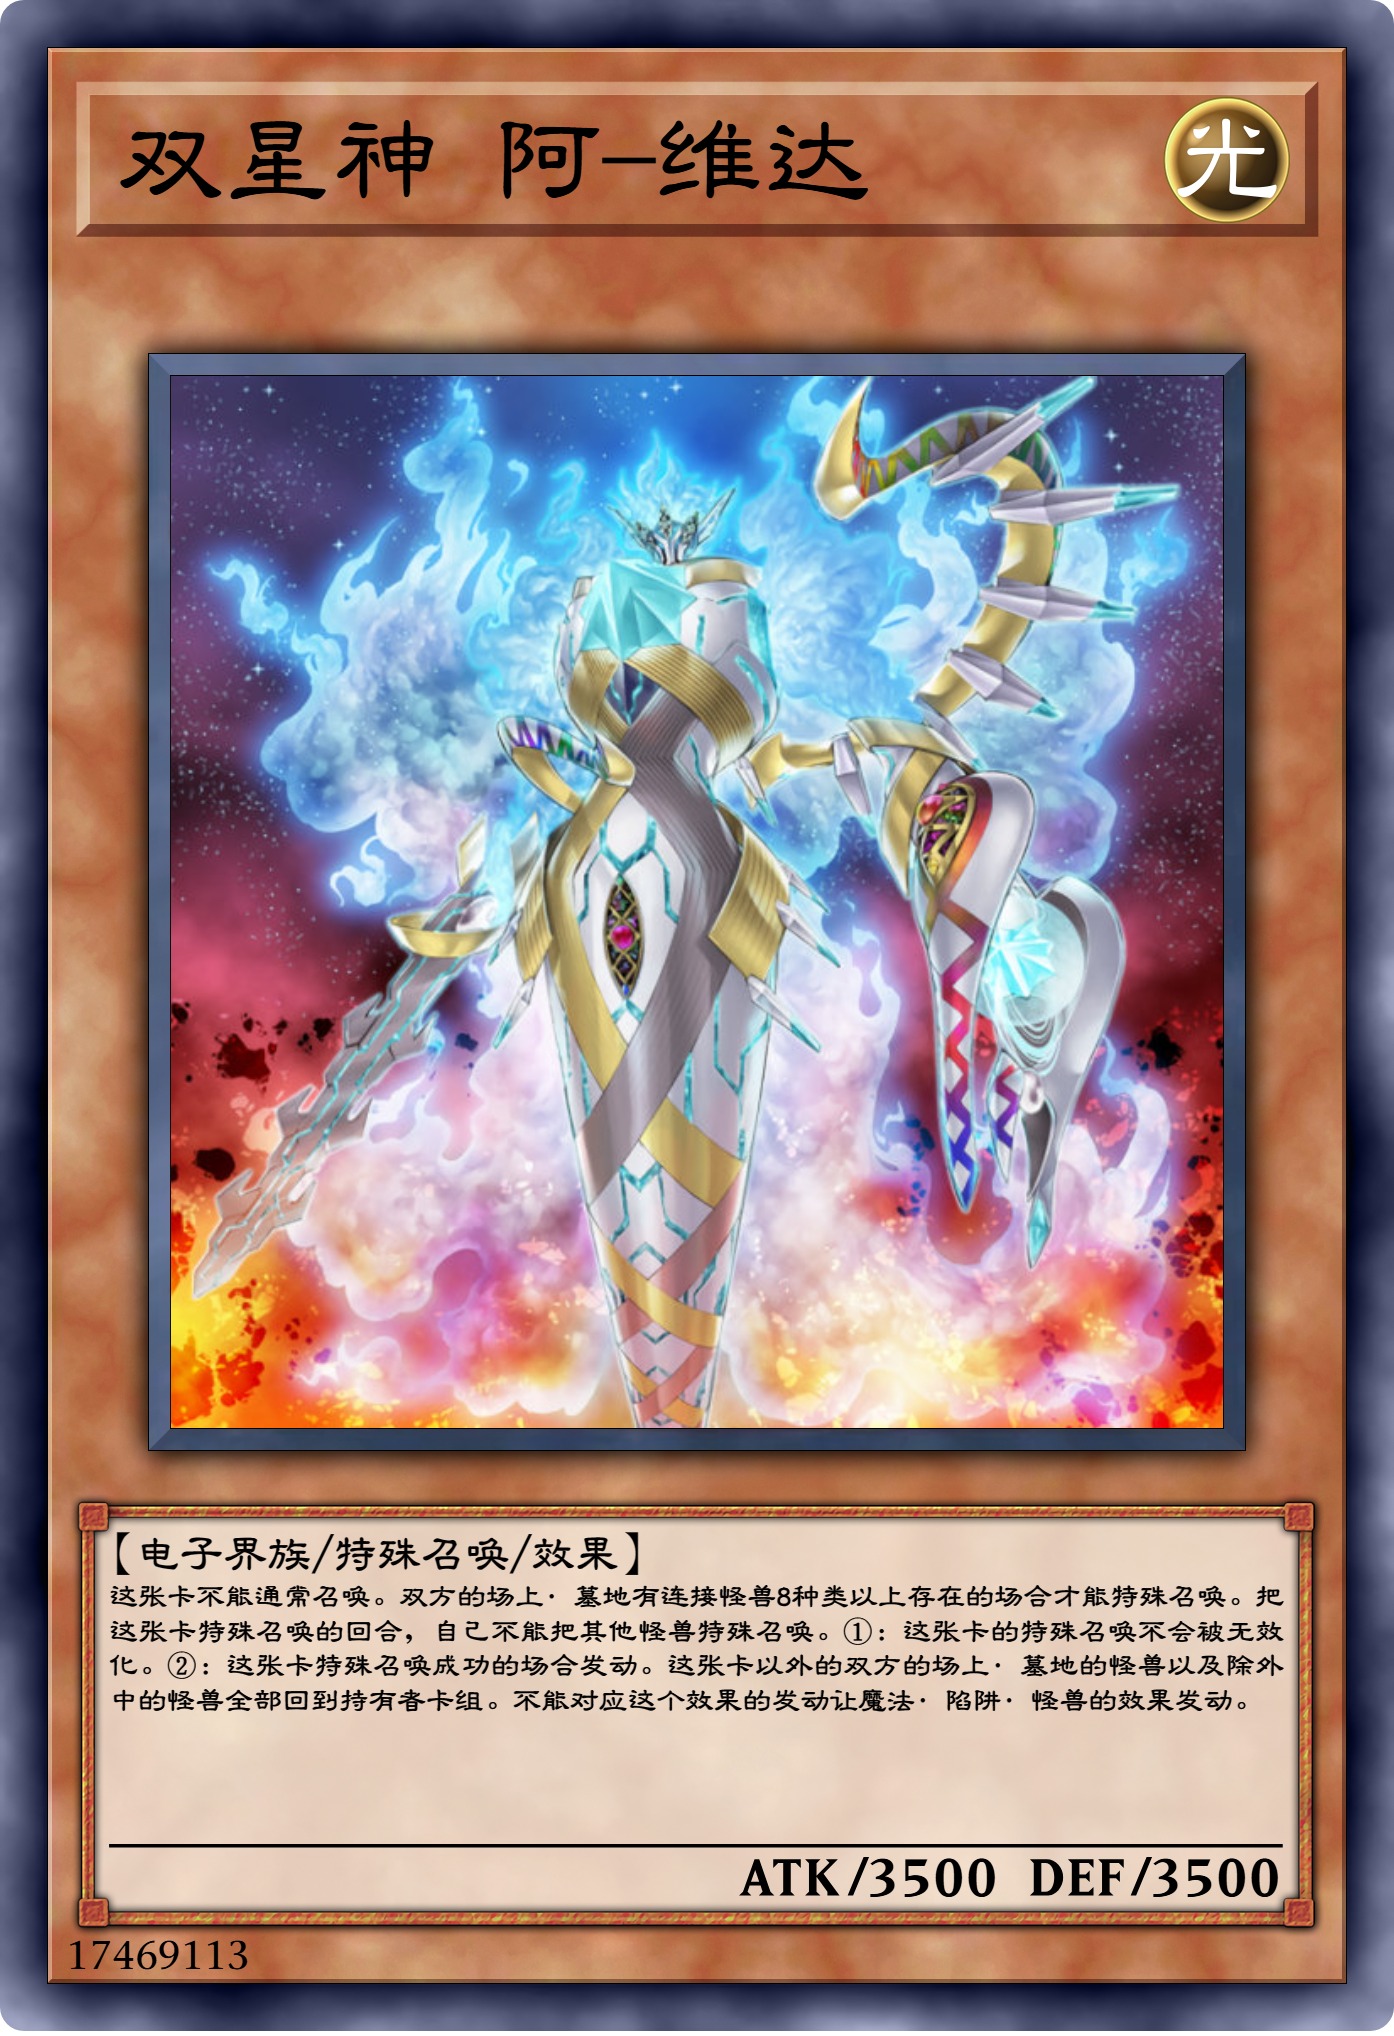 双星神 阿-维达
光
【电子界族/特殊召唤/效果】
这张卡不能通常召唤。双方的场上·墓地有连接怪兽8种类以上存在的场合才能特殊召唤。把
这张卡特殊召唤的回合，自己不能把其他怪兽特殊召唤。①：这张卡的特殊召唤不会被无效
化。②：这张卡特殊召唤成功的场合发动。这张卡以外的双方的场上·墓地的怪兽以及除外
中的怪兽全部回到持有者卡组。不能对应这个效果的发动让魔法·陷阱·怪兽的效果发动。
ATK/3500 DEF/3500
17469113